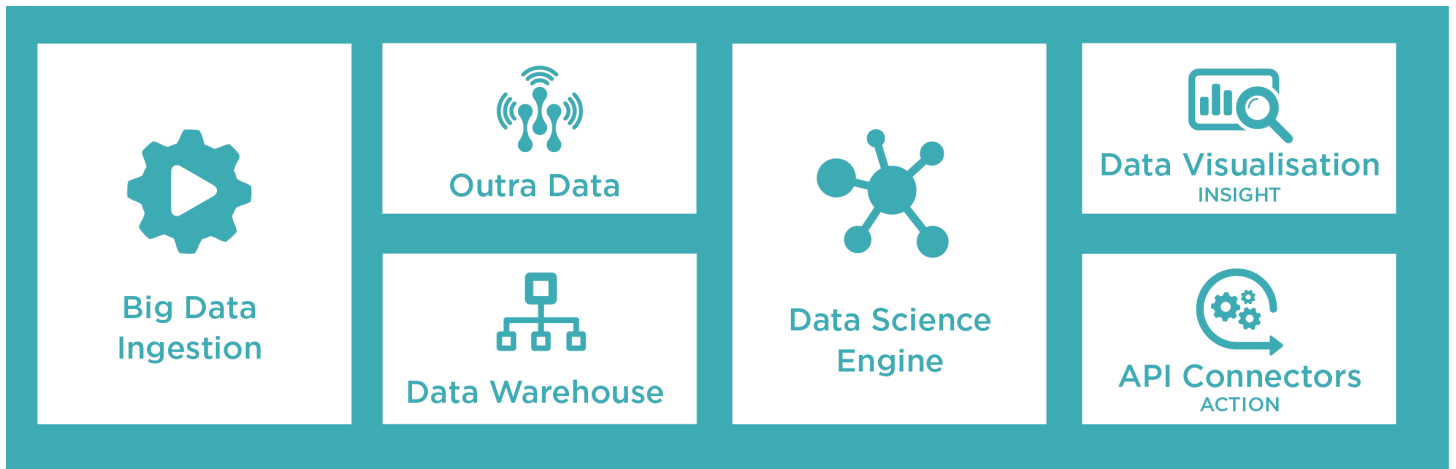 Big Data
Ingestion
Outra Data
Data Warehouse
Data Science
Engine
Data Visualisation
INSIGHT
API Connectors
ACTION